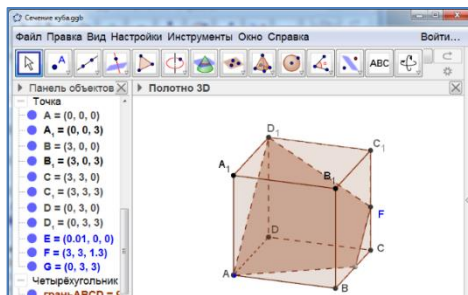 Сечение куба.ggb
Файл Правка Вид Настройки Инструменты Окно Справка Войти...
ABC
Панель объектов
Полотно 3D
Точка
A = (0, 0, 0)
A₁ = (0, 0, 3)
B = (3, 0, 0)
B₁ = (3, 0, 3)
C = (3, 3, 0)
C₁ = (3, 3, 3)
D = (0, 3, 0)
D₁ = (0, 3, 3)
E = (0.01, 0, 0)
F = (3, 3, 1.3)
G = (0, 3, 3)
Четырёхугольник
D₁
C₁
A₁
B₁
F
D
C
A
B